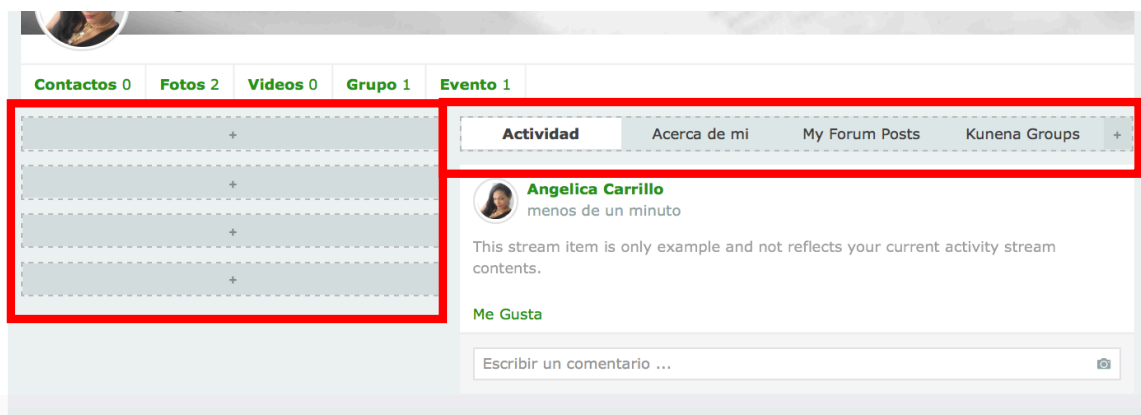 Contactos 0 Fotos 2 Videos 0 Grupo 1 Evento 1
+
+
+
+
Actividad Acerca de mi My Forum Posts Kunena Groups +
Angelica Carrillo
menos de un minuto
This stream item is only example and not reflects your current activity stream
contents.
Me Gusta
Escribir un comentario ...